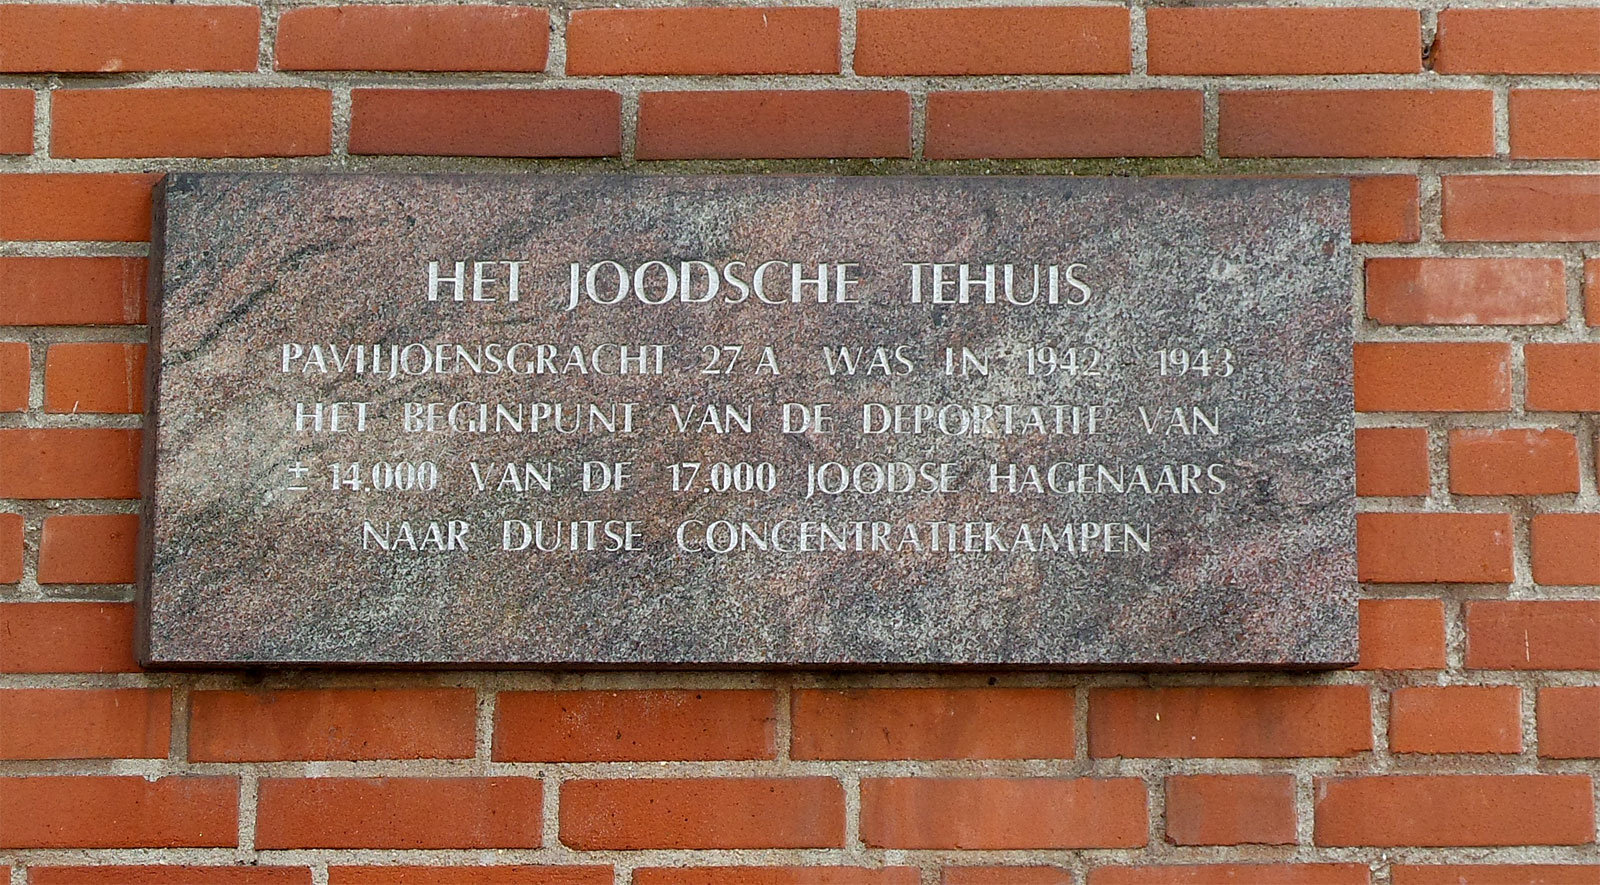 HET JOODSCHE TEHUIS
PAVILJOENSGRACHT 27A WAS IN 1942 - 1943
HET BEGINPUNT VAN DE DEPORTATIE VAN
± 14.000 VAN DE 17.000 JOODSE HAGENAARS
NAAR DUITSE CONCENTRATIEKAMPEN